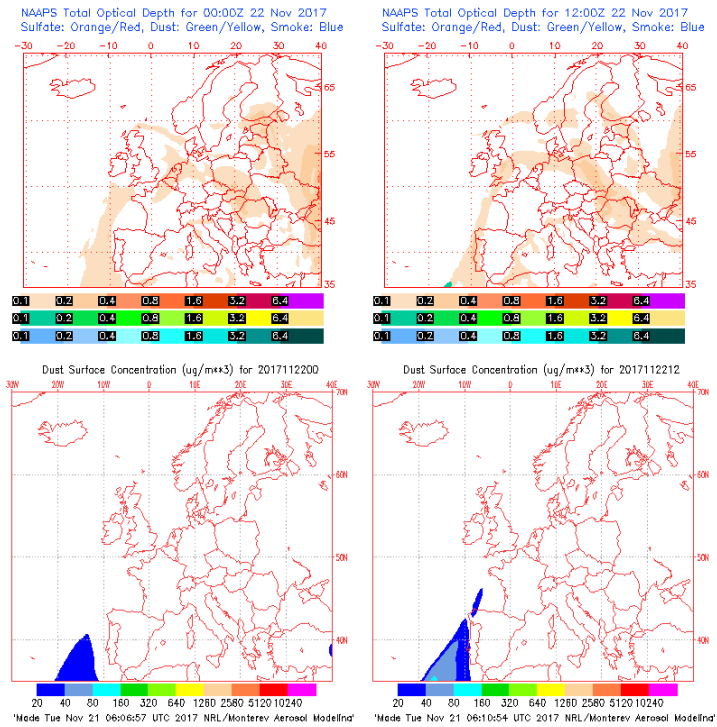 NAAPS Total Optical Depth for 00:00Z 22 Nov 2017
Sulfate: Orange/Red, Dust: Green/Yellow, Smoke: Blue
-30 -20 -10 0 10 20 30 40
65
55
45
35
0.1 0.2 0.4 0.8 1.6 3.2 6.4
0.1 0.2 0.4 0.8 1.6 3.2 6.4
0.1 0.2 0.4 0.8 1.6 3.2 6.4
NAAPS Total Optical Depth for 12:00Z 22 Nov 2017
Sulfate: Orange/Red, Dust: Green/Yellow, Smoke: Blue
-30 -20 -10 0 10 20 30 40
65
55
45
35
0.1 0.2 0.4 0.8 1.6 3.2 6.4
0.1 0.2 0.4 0.8 1.6 3.2 6.4
0.1 0.2 0.4 0.8 1.6 3.2 6.4
Dust Surface Concentration (ug/m**3) for 2017112200
30W 20W 10W 0 10E 20E 30E 40E
70N
60N
50N
40N
20 40 80 160 320 640 1280 2580 5120 10240
'Made Tue Nov 21 06:06:57 UTC 2017 NRL/Monterey Aerosol Modeling'
Dust Surface Concentration (ug/m**3) for 2017112212
30W 20W 10W 0 10E 20E 30E 40E
70N
60N
50N
40N
20 40 80 160 320 640 1280 2580 5120 10240
'Made Tue Nov 21 06:10:54 UTC 2017 NRL/Monterey Aerosol Modeling'